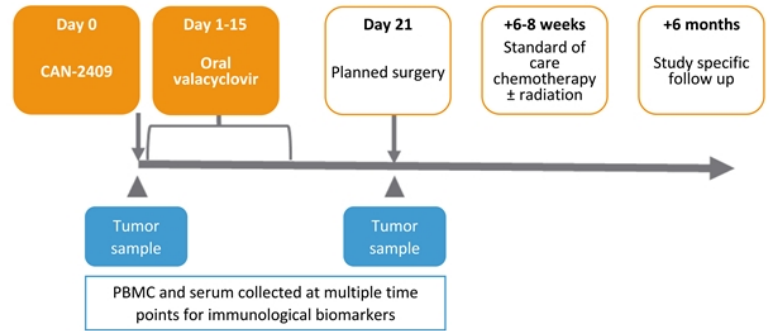 Day 0
CAN-2409
Day 1-15
Oral
valacyclovir
Day 21
Planned surgery
+6-8 weeks
Standard of
care
chemotherapy
± radiation
+6 months
Study specific
follow up
Tumor
sample
Tumor
sample
PBMC and serum collected at multiple time
points for immunological biomarkers